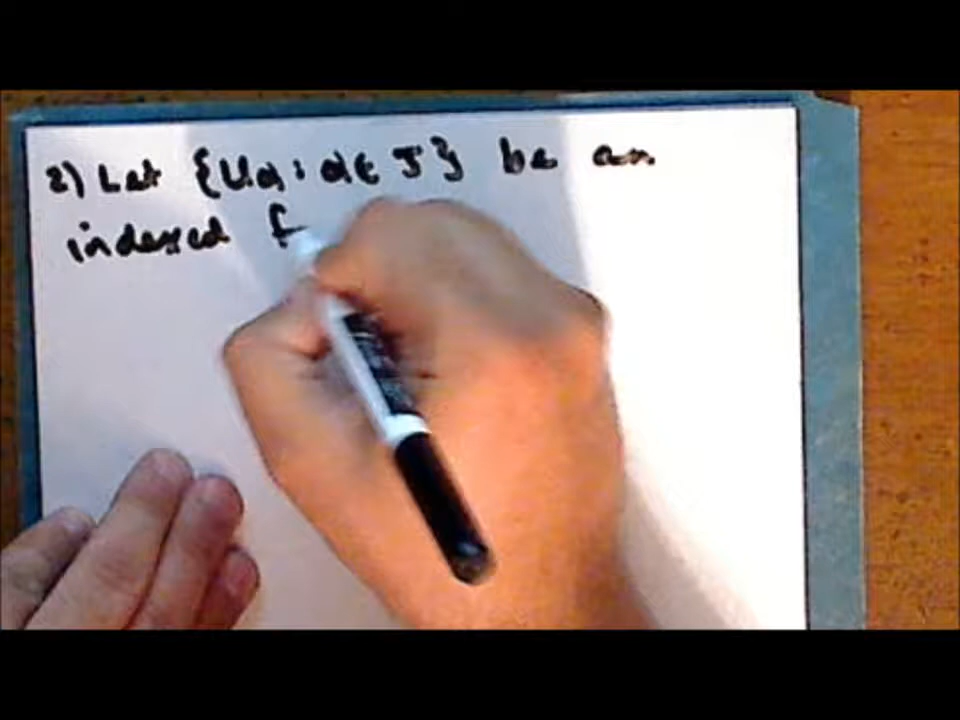 2) Let {Uα : α ∈ J} be an
indexed f